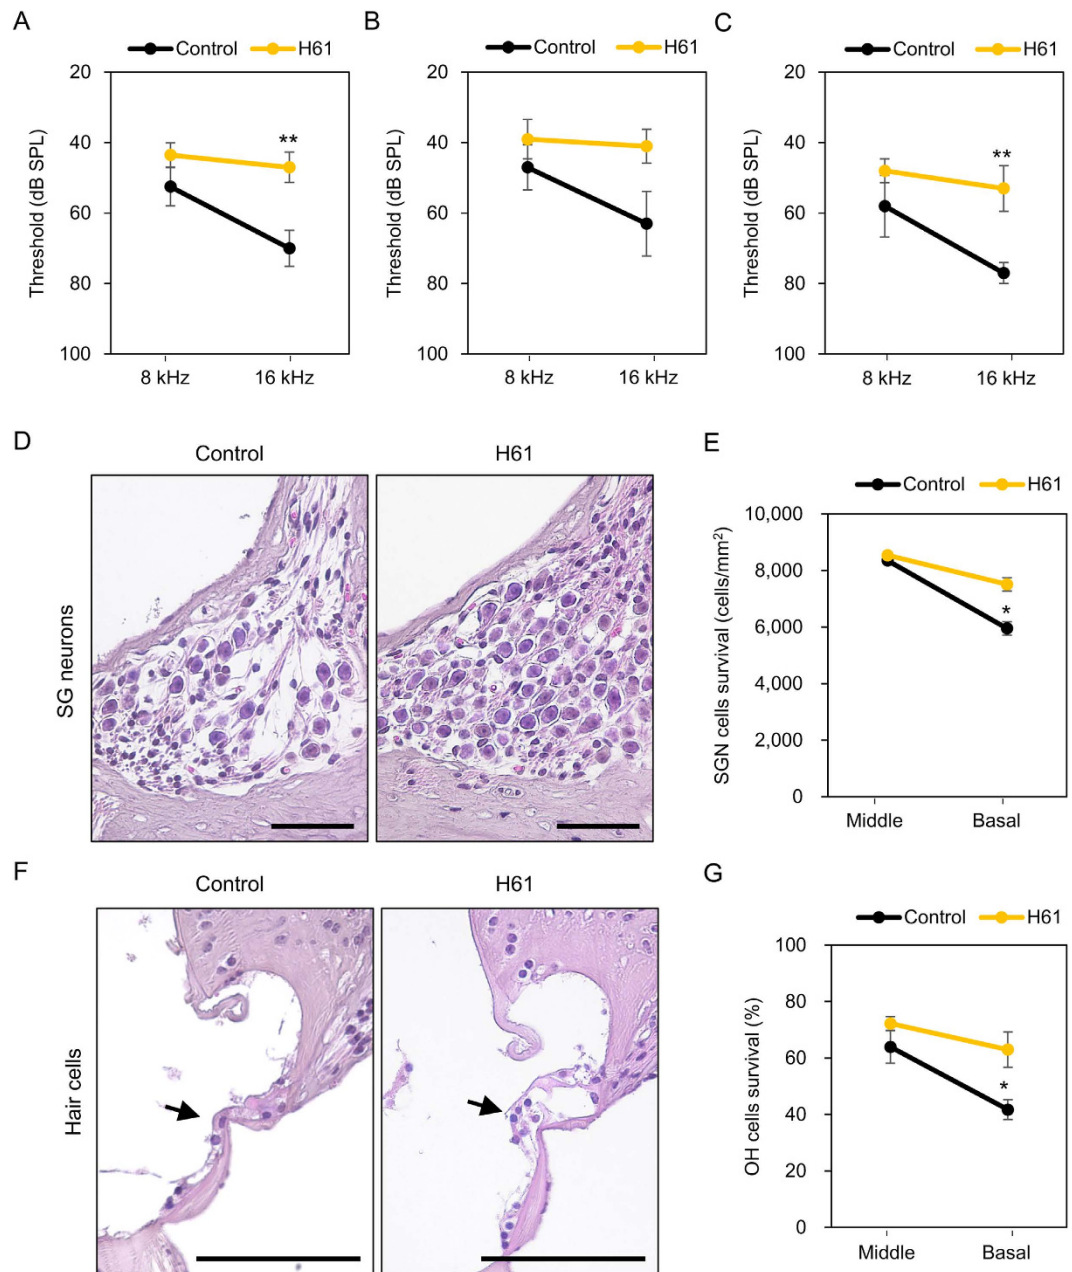 A
B
C
Control H61
Control H61
Control H61
Threshold (dB SPL)
20
40
60
80
100
**
8 kHz 16 kHz
Threshold (dB SPL)
20
40
60
80
100
8 kHz 16 kHz
Threshold (dB SPL)
20
40
60
80
100
**
8 kHz 16 kHz
D
Control H61
SG neurons
E
Control H61
SGN cells survival (cells/mm²)
10,000
8,000
6,000
4,000
2,000
0
*
Middle Basal
F
Control H61
Hair cells
G
Control H61
OH cells survival (%)
100
80
60
40
20
0
*
Middle Basal